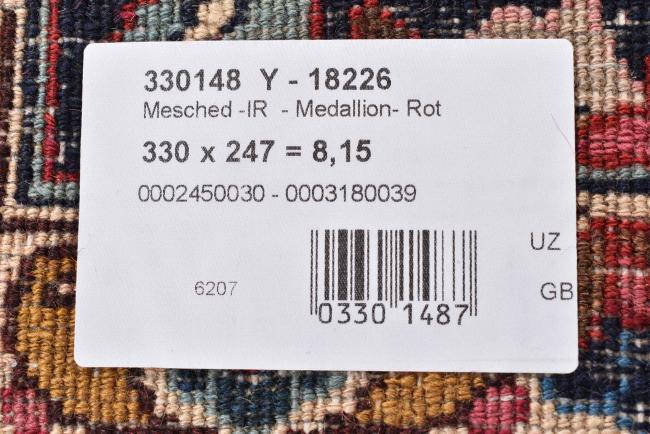 330148 Y - 18226
Mesched -IR - Medallion- Rot
330 x 247 = 8,15
0002450030 - 0003180039
UZ
6207
GB
0330 1487